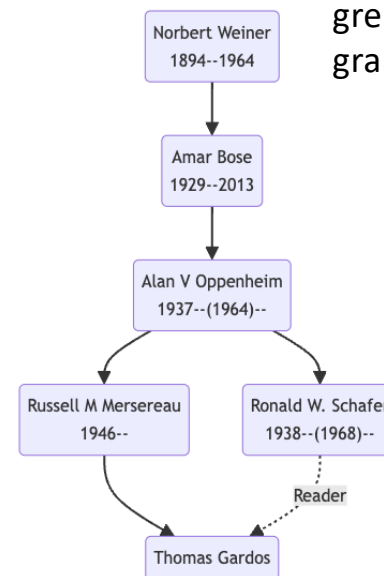 gre
gra
Norbert Weiner
1894--1964
Amar Bose
1929--2013
Alan V Oppenheim
1937--(1964)--
Russell M Mersereau
1946--
Ronald W. Schafer
1938--(1968)--
Reader
Thomas Gardos